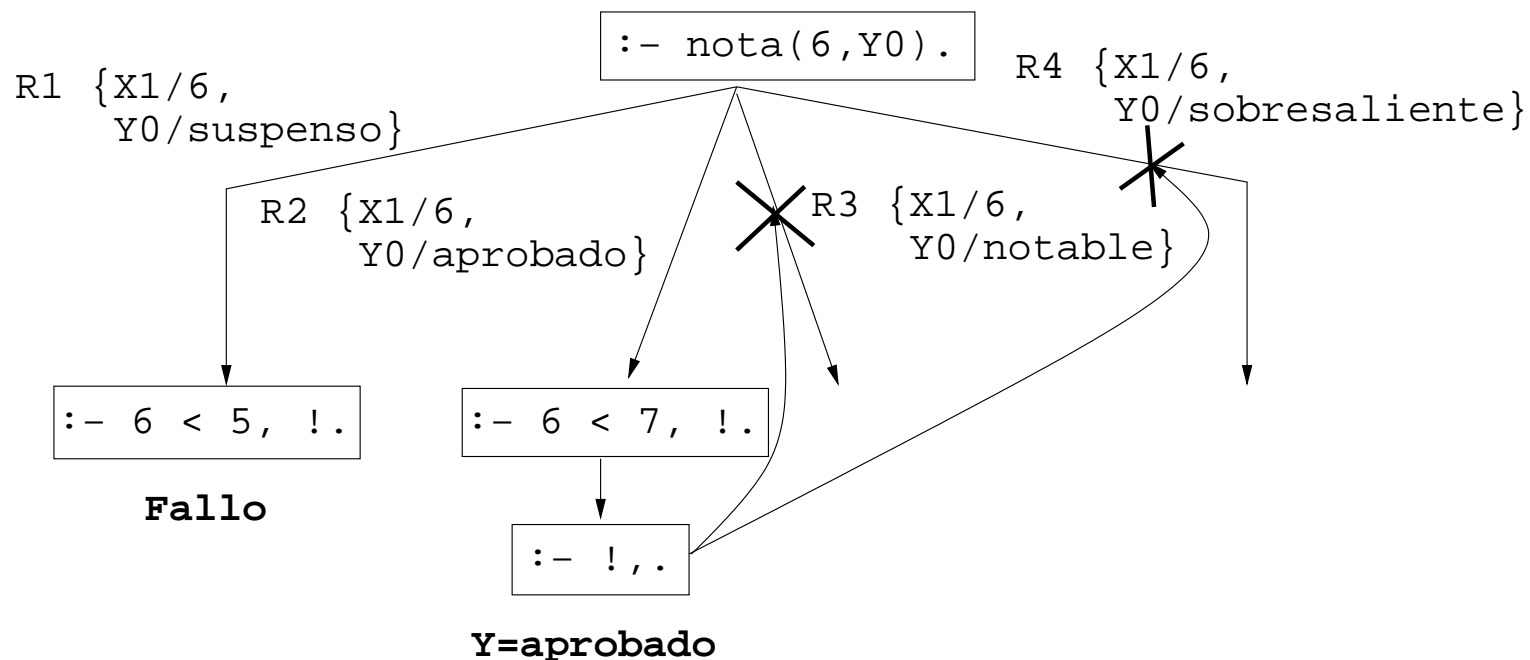 :- nota(6,Y0).
R1 {X1/6,
Y0/suspenso}
R4 {X1/6,
Y0/sobresaliente}
R2 {X1/6,
Y0/aprobado}
R3 {X1/6,
Y0/notable}
:- 6 < 5, !.
:- 6 < 7, !.
Fallo
:- !,.
Y=aprobado